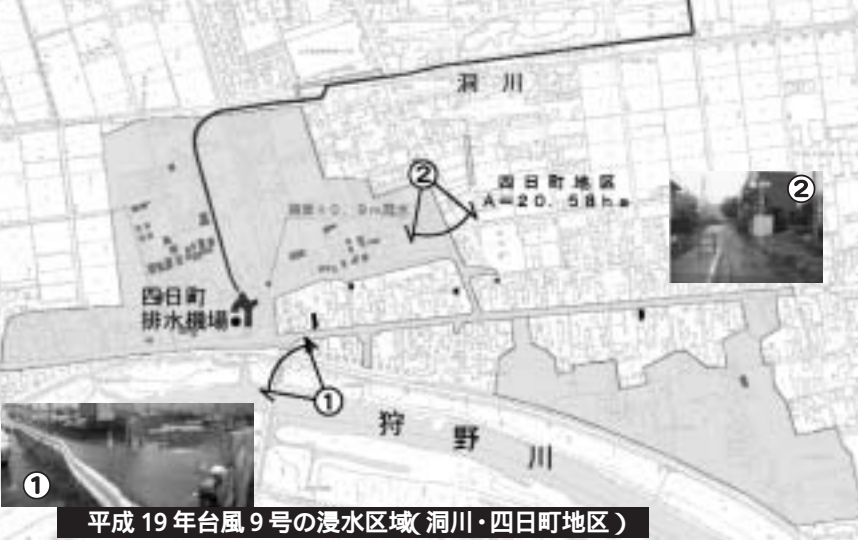 洞川
②
四日町地区
A=20.58ha
②
四日町
排水機場
①
狩野川
①
平成19年台風9号の浸水区域(洞川・四日町地区)